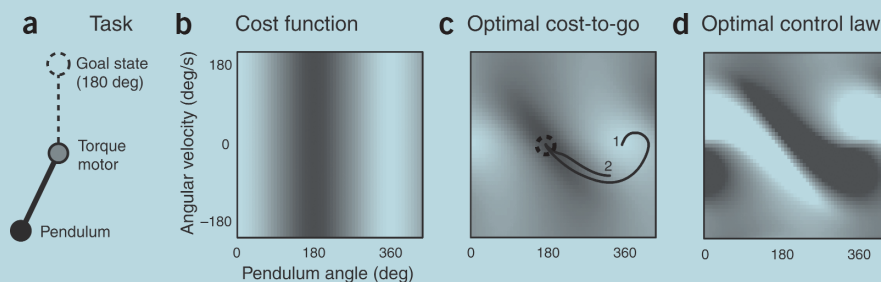 a Task
Goal state
(180 deg)
Torque
motor
Pendulum
b Cost function
Angular velocity (deg/s)
180
0
−180
0 180 360
Pendulum angle (deg)
c Optimal cost-to-go
1
2
0 180 360
d Optimal control law
0 180 360